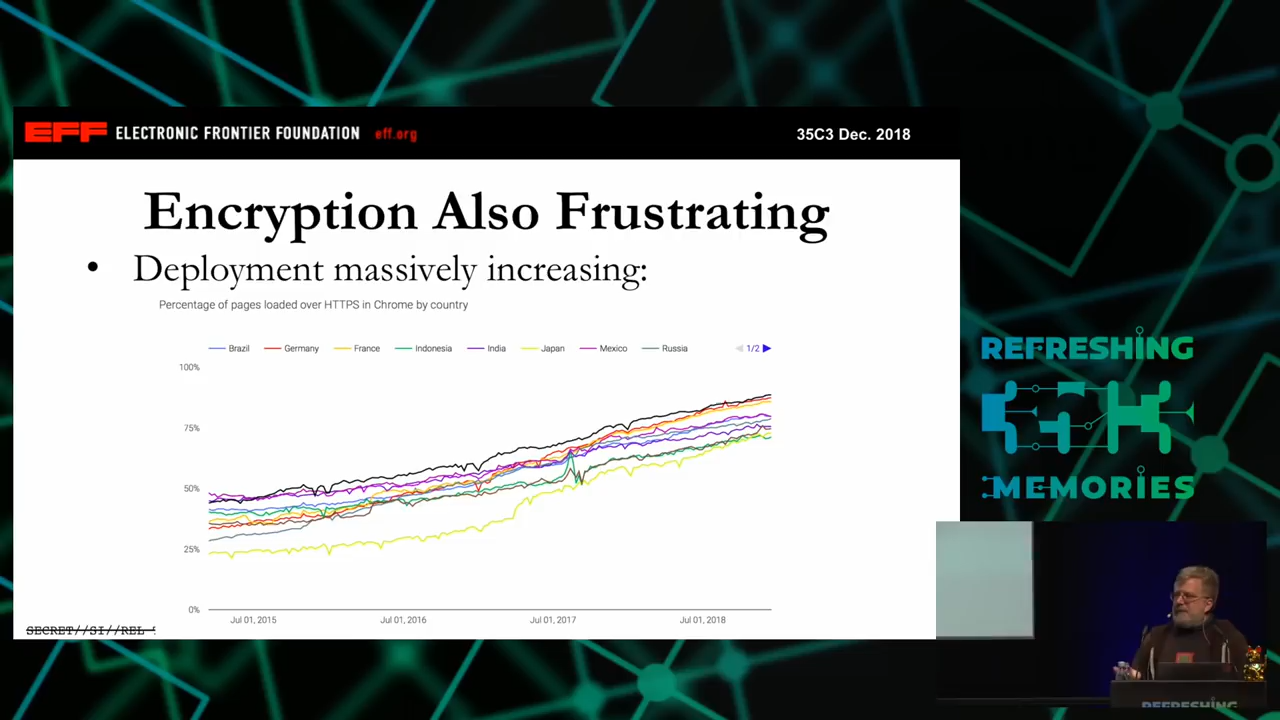 EFF ELECTRONIC FRONTIER FOUNDATION eff.org
35C3 Dec. 2018
Encryption Also Frustrating
• Deployment massively increasing:
Percentage of pages loaded over HTTPS in Chrome by country
Brazil Germany France Indonesia India Japan Mexico Russia 1/2
100%
75%
50%
25%
0%
Jul 01, 2015 Jul 01, 2016 Jul 01, 2017 Jul 01, 2018
SECRET//SI//REL
REFRESHING
MEMORIES
REFRESHING